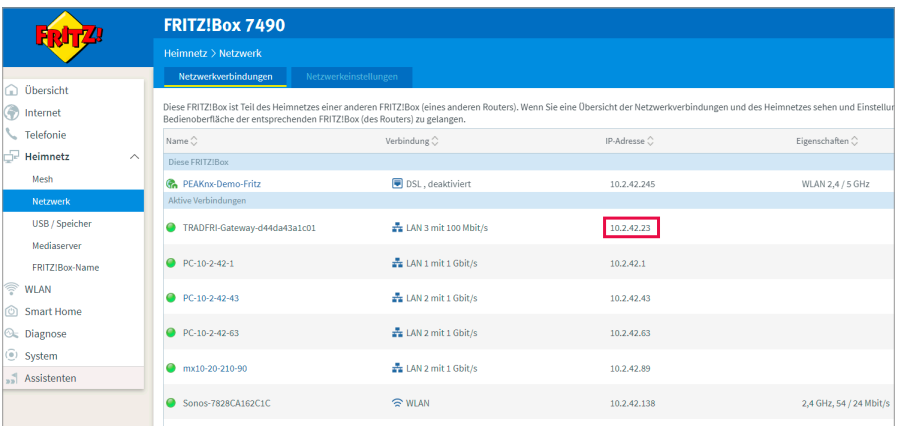 FRITZ!
FRITZ!Box 7490
Heimnetz > Netzwerk
Netzwerkverbindungen Netzwerkeinstellungen
Übersicht
Internet
Telefonie
Heimnetz
Mesh
Netzwerk
USB / Speicher
Mediaserver
FRITZ!Box-Name
WLAN
Smart Home
Diagnose
System
Assistenten
Diese FRITZ!Box ist Teil des Heimnetzes einer anderen FRITZ!Box (eines anderen Routers). Wenn Sie eine Übersicht der Netzwerkverbindungen und des Heimnetzes sehen und Einstellun
Bedienoberfläche der entsprechenden FRITZ!Box (des Routers) zu gelangen.
Name Verbindung IP-Adresse Eigenschaften
Diese FRITZ!Box
PEAKnx-Demo-Fritz DSL , deaktiviert 10.2.42.245 WLAN 2,4 / 5 GHz
Aktive Verbindungen
TRADFRI-Gateway-d44da43a1c01 LAN 3 mit 100 Mbit/s 10.2.42.23
PC-10-2-42-1 LAN 1 mit 1 Gbit/s 10.2.42.1
PC-10-2-42-43 LAN 2 mit 1 Gbit/s 10.2.42.43
PC-10-2-42-63 LAN 2 mit 1 Gbit/s 10.2.42.63
mx10-20-210-90 LAN 2 mit 1 Gbit/s 10.2.42.89
Sonos-7828CA162C1C WLAN 10.2.42.138 2,4 GHz, 54 / 24 Mbit/s